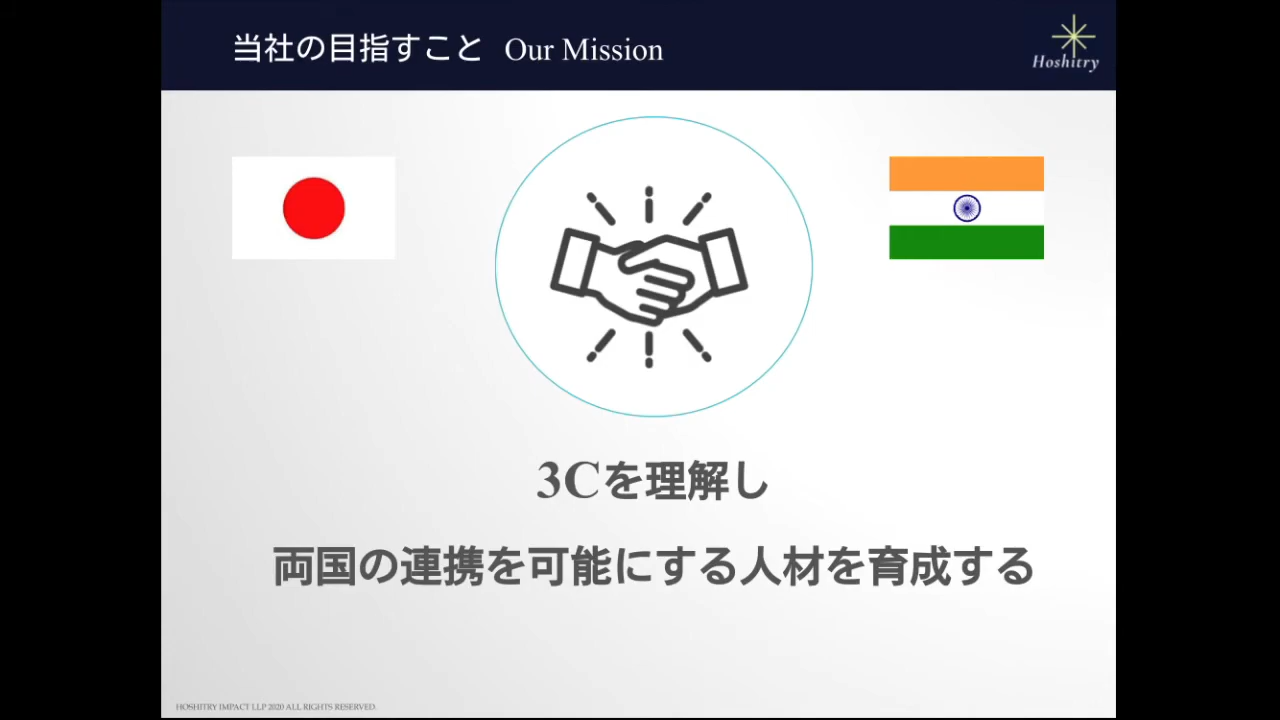 当社の目指すこと Our Mission
Hoshitry
3Cを理解し
両国の連携を可能にする人材を育成する
HOSHITRY IMPACT LLP 2020 ALL RIGHTS RESERVED.